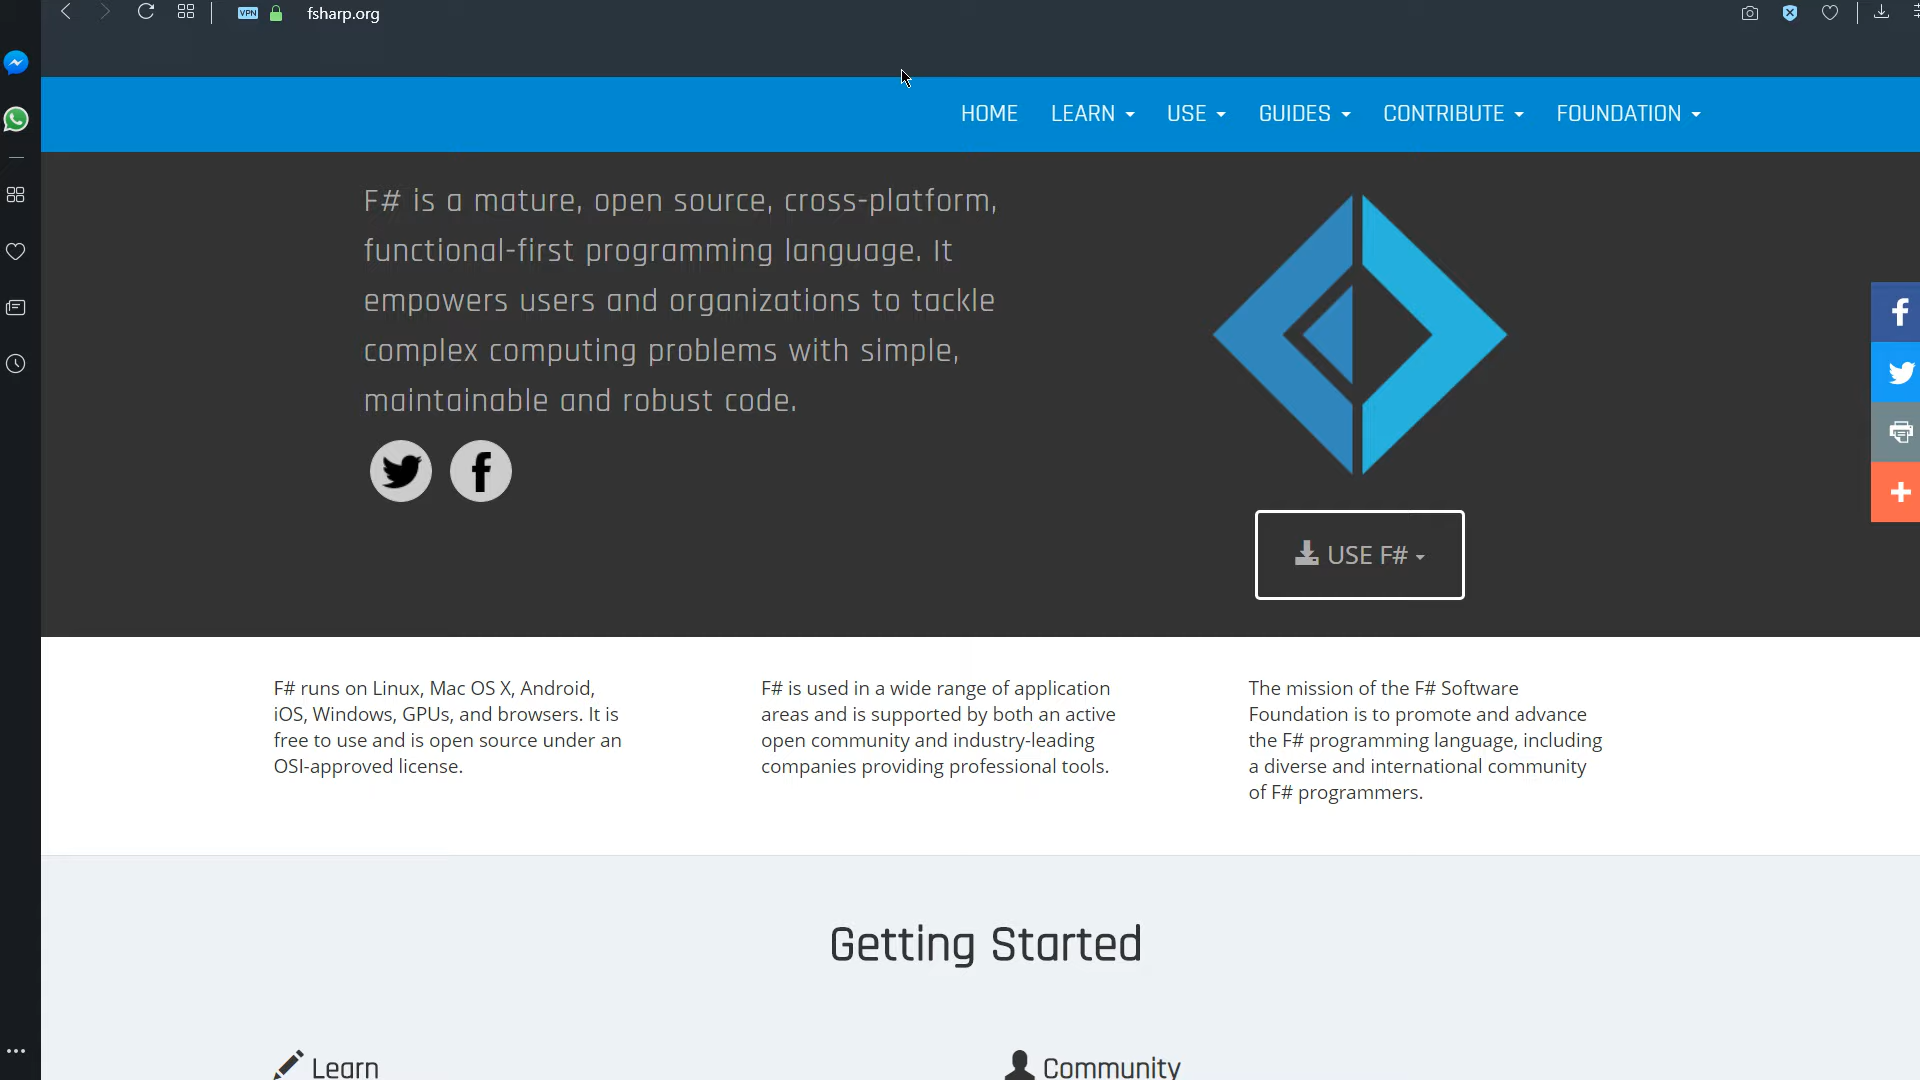 VPN fsharp.org
HOME LEARN USE GUIDES CONTRIBUTE FOUNDATION
F# is a mature, open source, cross-platform,
functional-first programming language. It
empowers users and organizations to tackle
complex computing problems with simple,
maintainable and robust code.
USE F#
F# runs on Linux, Mac OS X, Android,
iOS, Windows, GPUs, and browsers. It is
free to use and is open source under an
OSI-approved license.
F# is used in a wide range of application
areas and is supported by both an active
open community and industry-leading
companies providing professional tools.
The mission of the F# Software
Foundation is to promote and advance
the F# programming language, including
a diverse and international community
of F# programmers.
Getting Started
Learn
Community